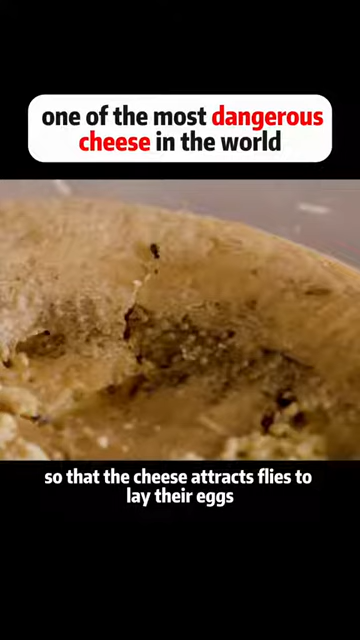 one of the most dangerous
cheese in the world
so that the cheese attracts flies to
lay their eggs